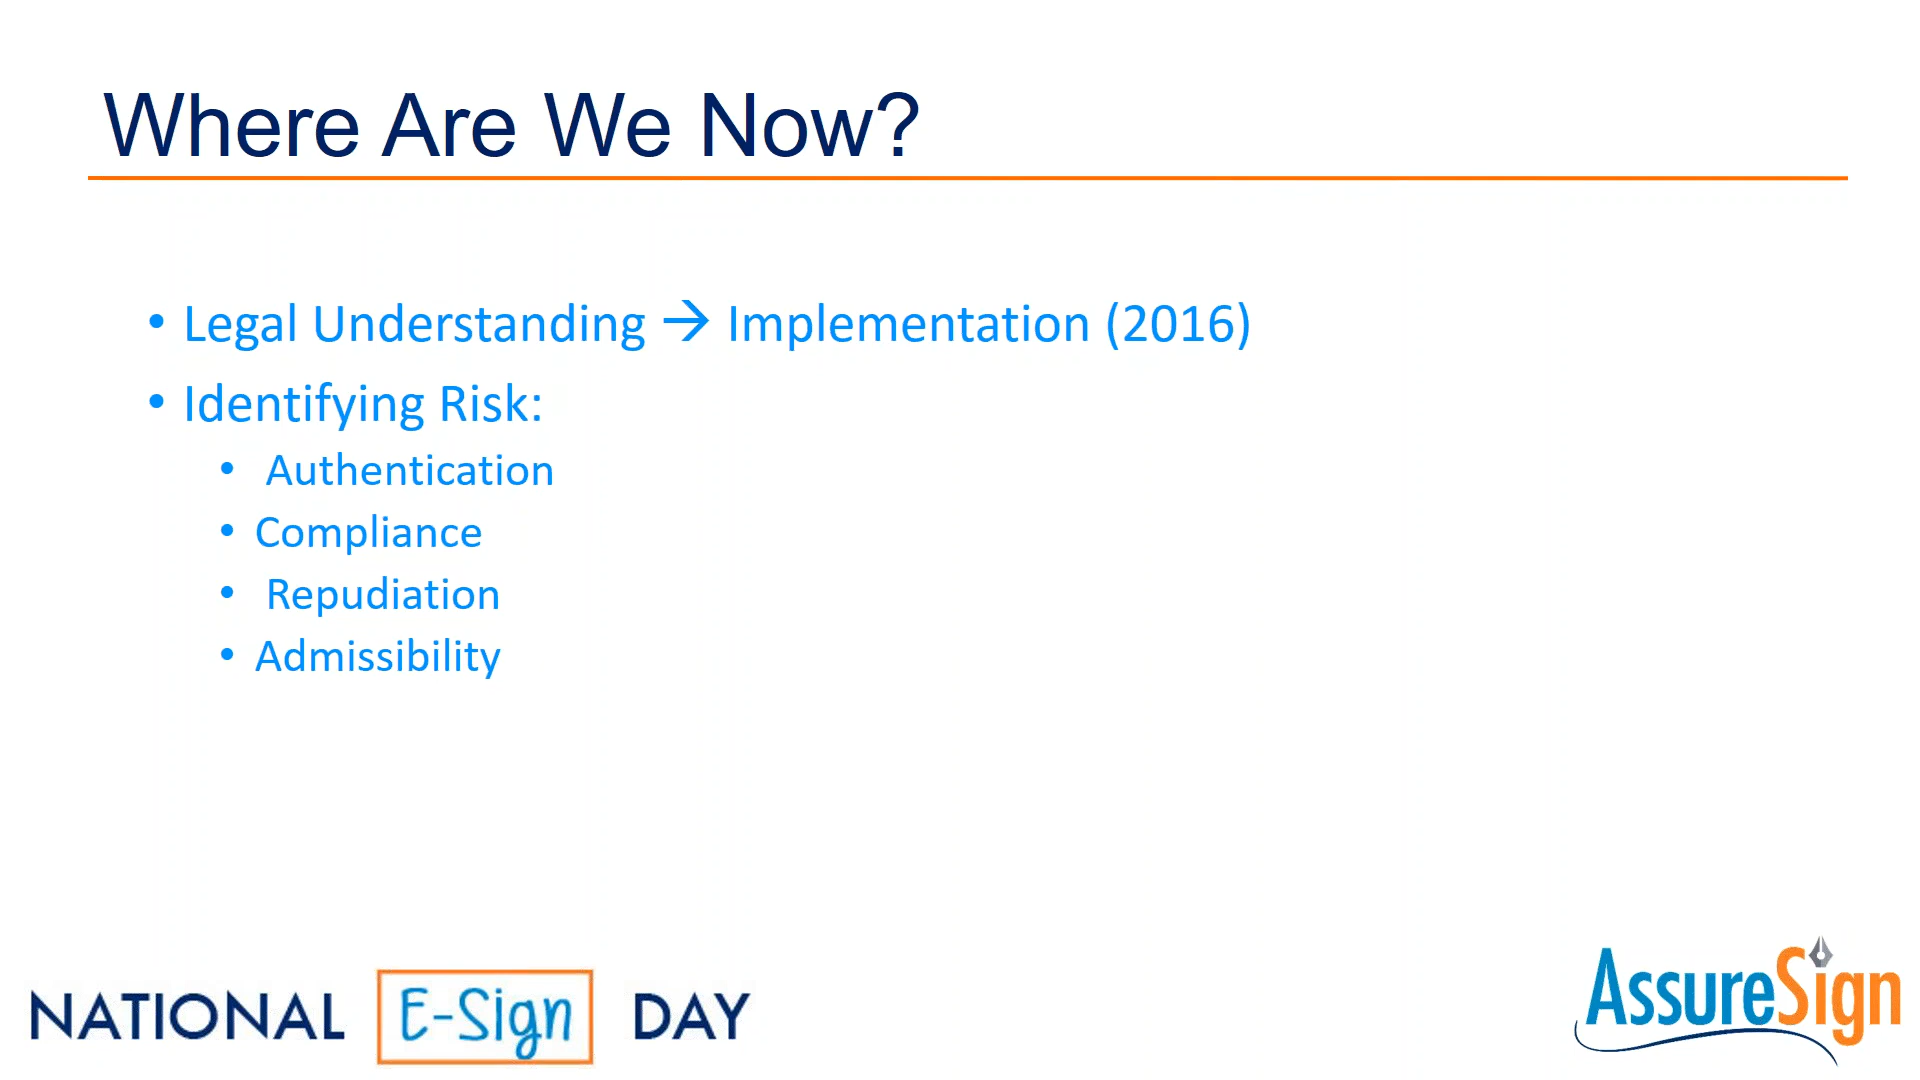 Where Are We Now?
• Legal Understanding → Implementation (2016)
• Identifying Risk:
• Authentication
• Compliance
• Repudiation
• Admissibility
NATIONAL E-Sign DAY
AssureSign